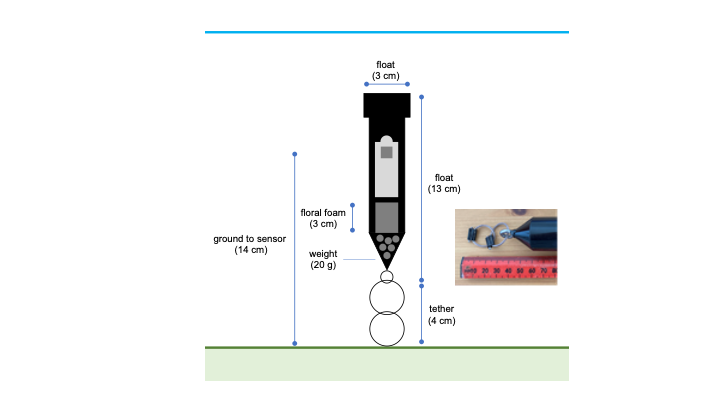 float
(3 cm)
float
(13 cm)
floral foam
(3 cm)
ground to sensor
(14 cm)
weight
(20 g)
tether
(4 cm)
10 20 30 40 50 60 70